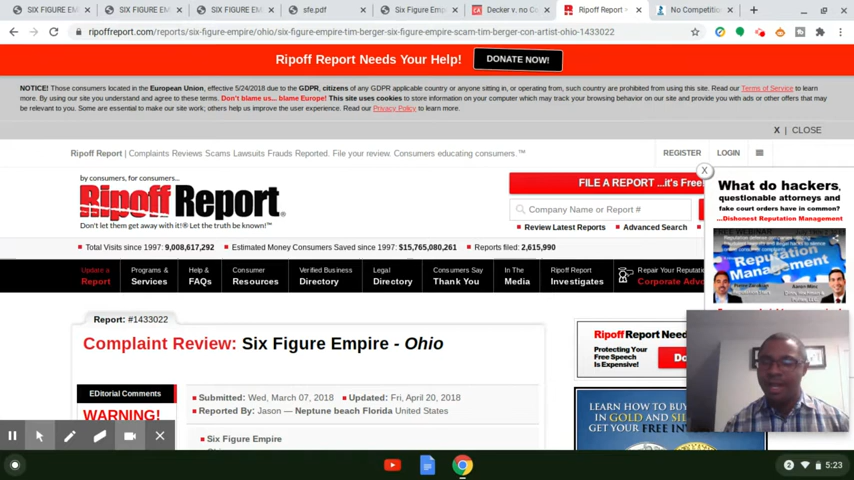 SIX FIGURE EM
SIX FIGURE EM
SIX FIGURE EM
sfe.pdf
Six Figure Emp
Decker v. no Co
Ripoff Report
No Competitio
ripoffreport.com/reports/six-figure-empire/ohio/six-figure-empire-tim-berger-six-figure-empire-scam-tim-berger-con-artist-ohio-1433022
Ripoff Report Needs Your Help!
DONATE NOW!
NOTICE! Those consumers located in the European Union, effective 5/24/2018 due to the GDPR, citizens of any GDPR applicable country or anyone sitting in, or operating from, such country, are prohibited from using this site. Read our Terms of Service to learn
more. By using our site you understand and agree to these terms. Don't blame us... blame Europe! This site uses cookies to store information on your computer which may track your browsing behavior on our site and provide you with ads or other offers that may
be relevant to you. Some are essential to make our site work; others help us improve the user experience. Read our Privacy Policy to learn more.
X | CLOSE
Ripoff Report | Complaints Reviews Scams Lawsuits Frauds Reported. File your review. Consumers educating consumers.™
REGISTER
LOGIN
X
by consumers, for consumers...
Ripoff Report
Don't let them get away with it!® Let the truth be known!™
FILE A REPORT ...it's Free!
Company Name or Report #
Review Latest Reports
Advanced Search
What do hackers,
questionable attorneys and
fake court orders have in common?
...Dishonest Reputation Management
FREE WEBINAR
Reputation
Management
Total Visits since 1997: 9,008,617,292
Estimated Money Consumers Saved since 1997: $15,765,080,261
Reports filed: 2,615,990
Update a
Report
Programs &
Services
Help &
FAQs
Consumer
Resources
Verified Business
Directory
Legal
Directory
Consumers Say
Thank You
In The
Media
Ripoff Report
Investigates
Repair Your Reputati
Corporate Advo
Report: #1433022
Complaint Review: Six Figure Empire - Ohio
EDitorial Comments
WARNING!
Submitted: Wed, March 07, 2018
Updated: Fri, April 20, 2018
Reported By: Jason — Neptune beach Florida United States
Six Figure Empire
Ripoff Report Need
Protecting Your
Free Speech
Is Expensive!
Do
LEARN HOW TO BUY
IN GOLD AND SIL
GET YOUR FREE INV
2
5:23